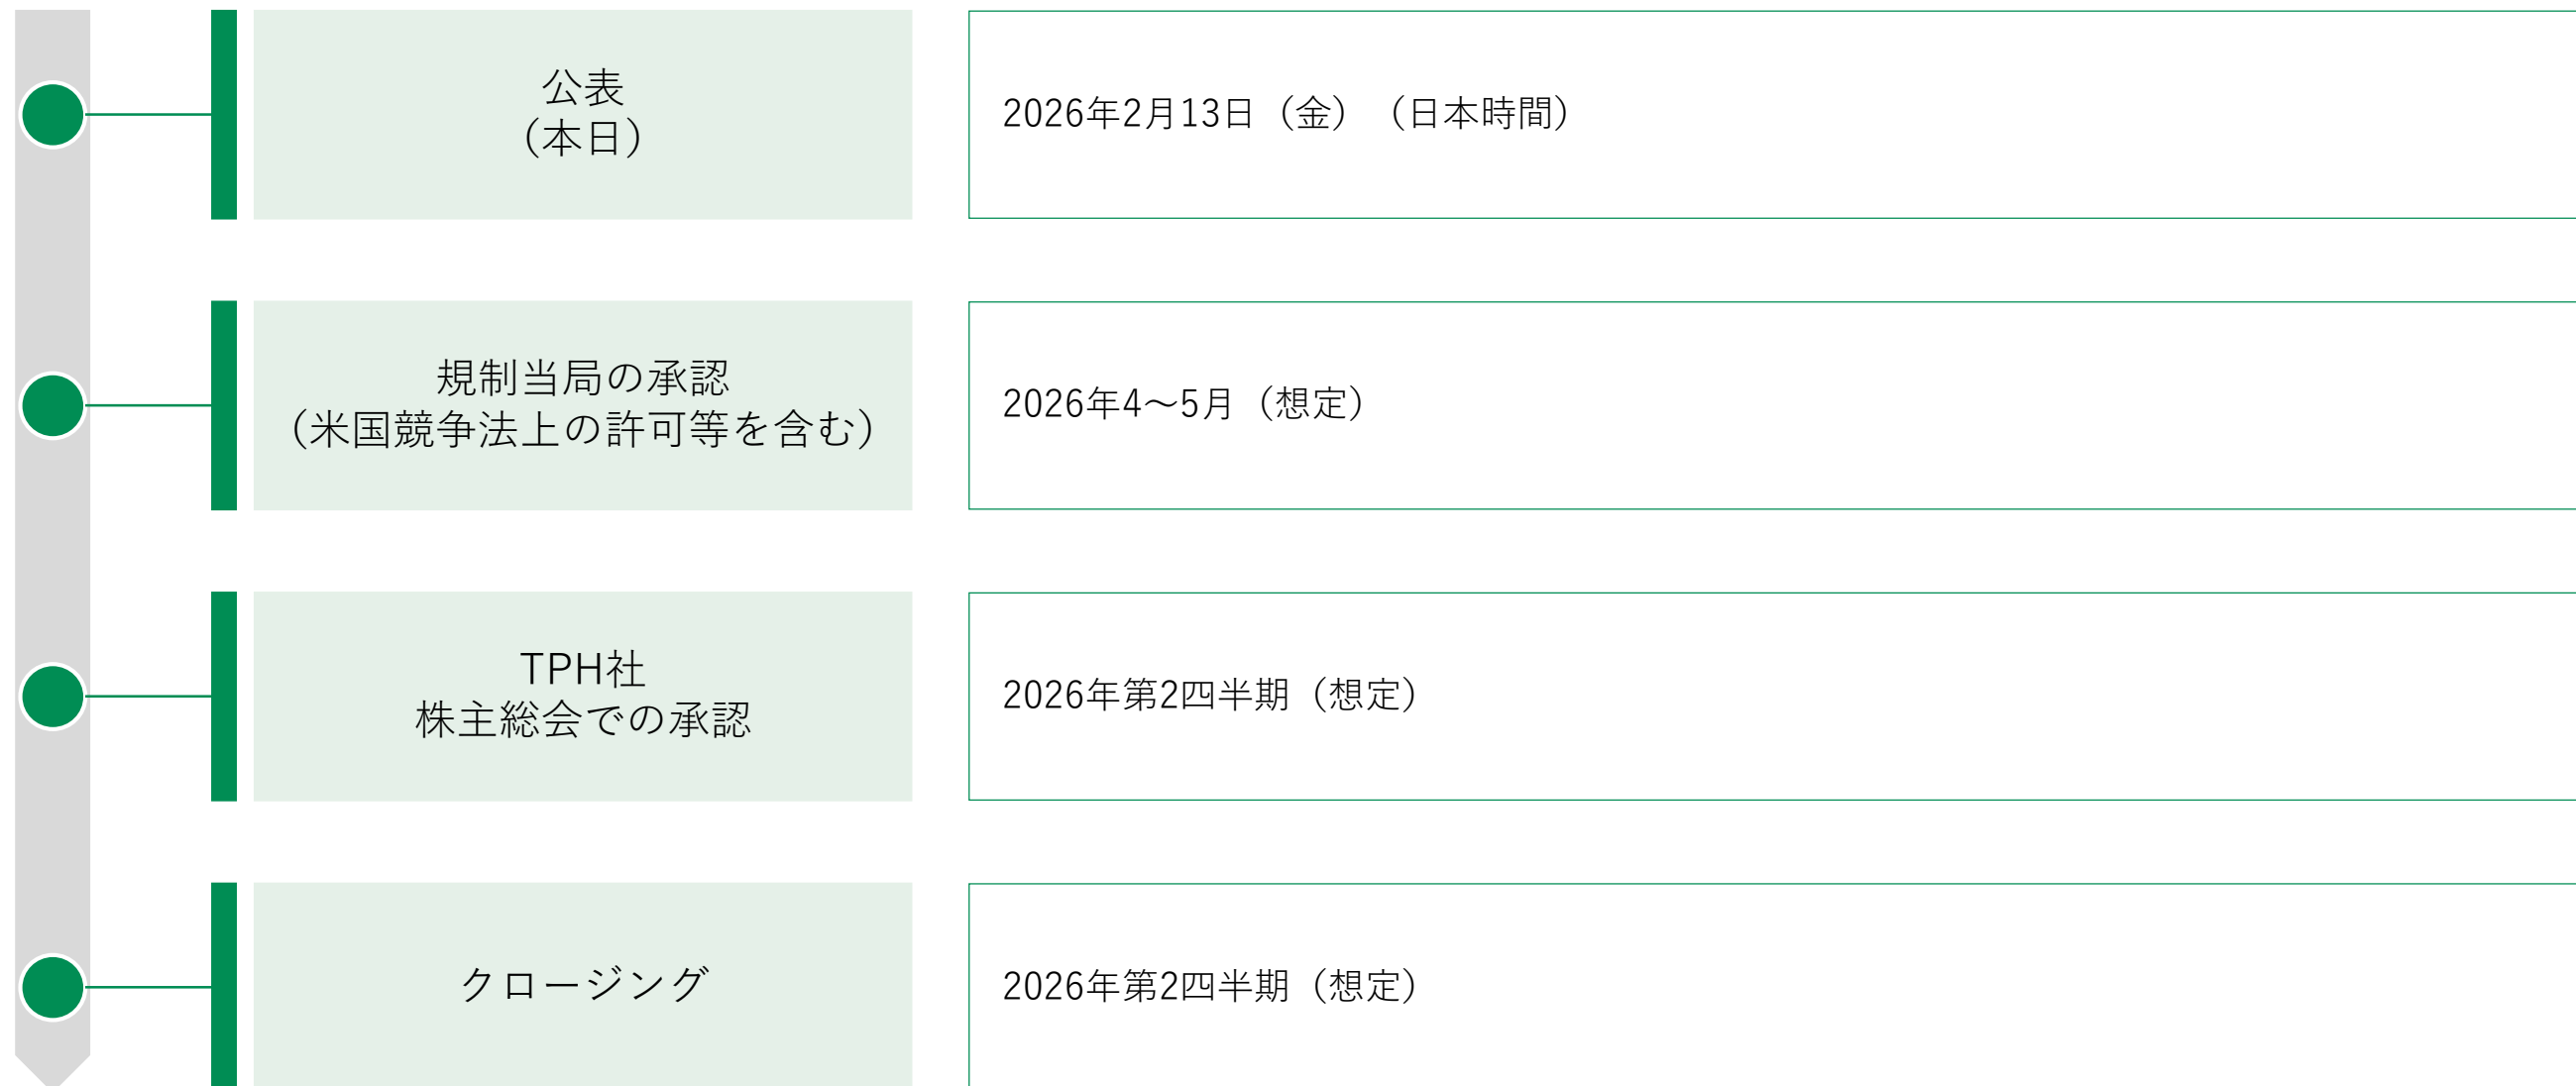 公表
（本日）
2026年2月13日（金）（日本時間）
規制当局の承認
（米国競争法上の許可等を含む）
2026年4～5月（想定）
TPH社
株主総会での承認
2026年第2四半期（想定）
クロージング
2026年第2四半期（想定）